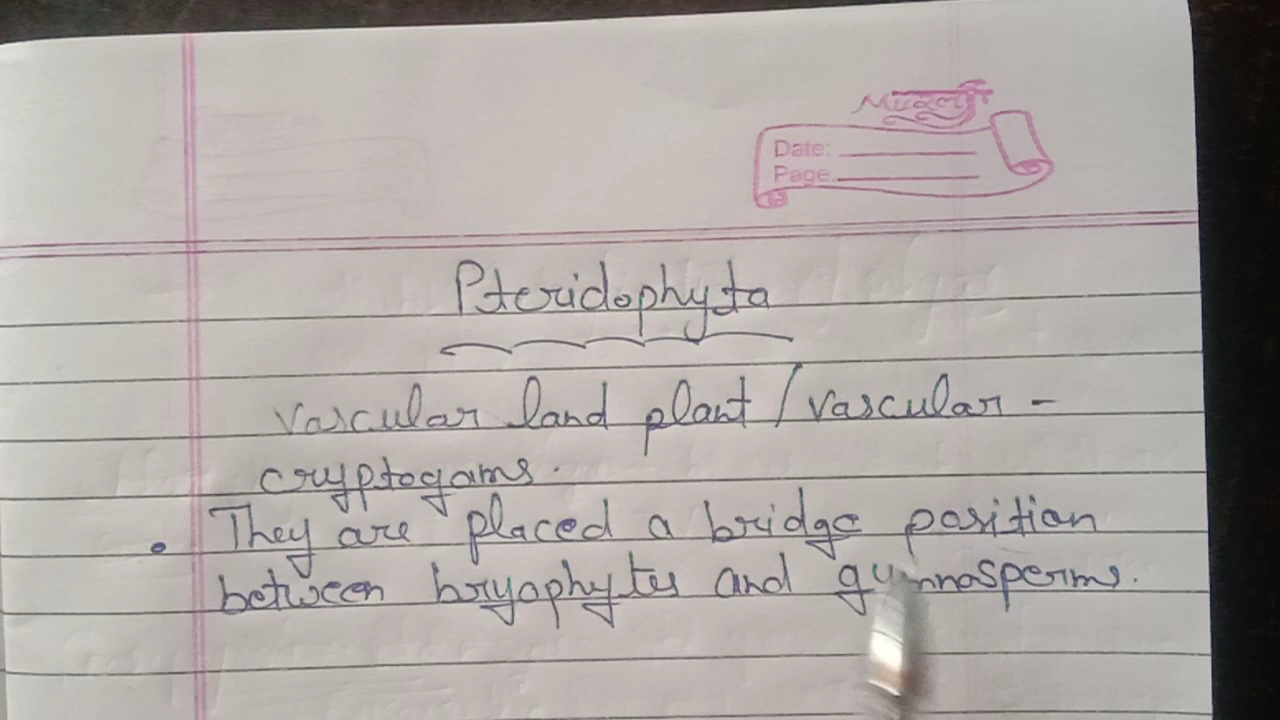 Date:
Page.
Pteridophyta
Vascular land plant / vascular -
cryptogams.
• They are placed a bridge position
between bryophytes and gymnosperms.